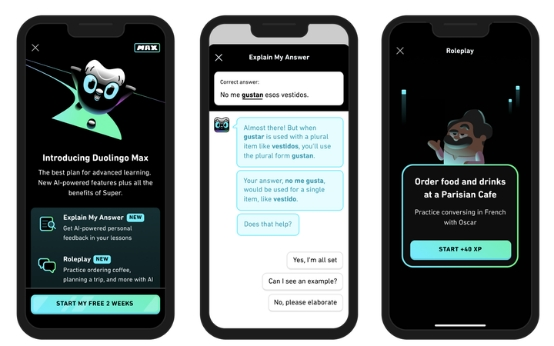 MAX
Introducing Duolingo Max
The best plan for advanced learning.
New AI-powered features plus all the
benefits of Super.
Explain My Answer NEW
Get AI-powered personal
feedback in your lessons
Roleplay NEW
Practice ordering coffee,
planning a trip, and more with AI
START MY FREE 2 WEEKS
Explain My Answer
Correct answer:
No me gustan esos vestidos.
Almost there! But when
gustar is used with a plural
item like vestidos, you'll use
the plural form gustan.
Your answer, no me gusta,
would be used for a single
item, like vestido.
Does that help?
Yes, I'm all set
Can I see an example?
No, please elaborate
Roleplay
Order food and drinks
at a Parisian Cafe
Practice conversing in French
with Oscar
START +40 XP